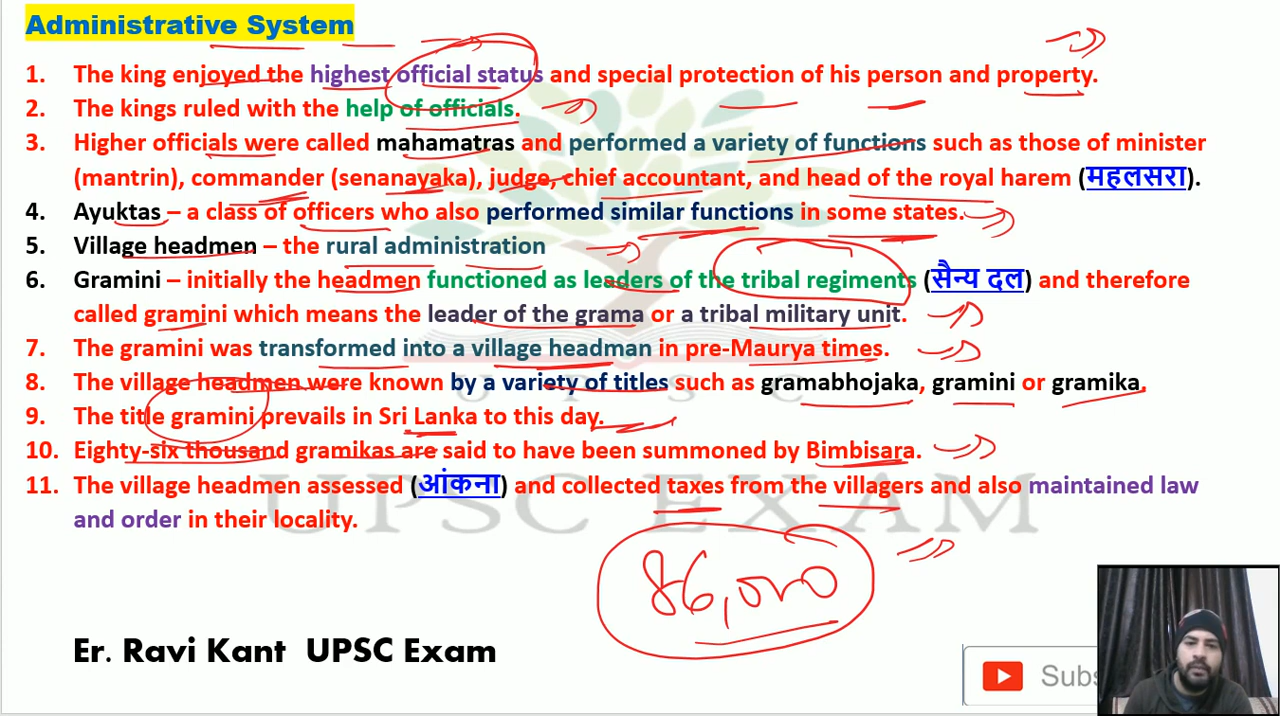 Administrative System
1. The king enjoyed the highest official status and special protection of his person and property.
2. The kings ruled with the help of officials.
3. Higher officials were called mahamatras and performed a variety of functions such as those of minister
(mantrin), commander (senanayaka), judge, chief accountant, and head of the royal harem (महलसरा).
4. Ayuktas – a class of officers who also performed similar functions in some states.
5. Village headmen – the rural administration
6. Gramini – initially the headmen functioned as leaders of the tribal regiments (सैन्य दल) and therefore
called gramini which means the leader of the grama or a tribal military unit.
7. The gramini was transformed into a village headman in pre-Maurya times.
8. The village headmen were known by a variety of titles such as gramabhojaka, gramini or gramika.
9. The title gramini prevails in Sri Lanka to this day.
10. Eighty-six thousand gramikas are said to have been summoned by Bimbisara.
11. The village headmen assessed (आंकना) and collected taxes from the villagers and also maintained law
and order in their locality.
UPSC
UPSC EXAM
86,000
Er. Ravi Kant UPSC Exam
Subs